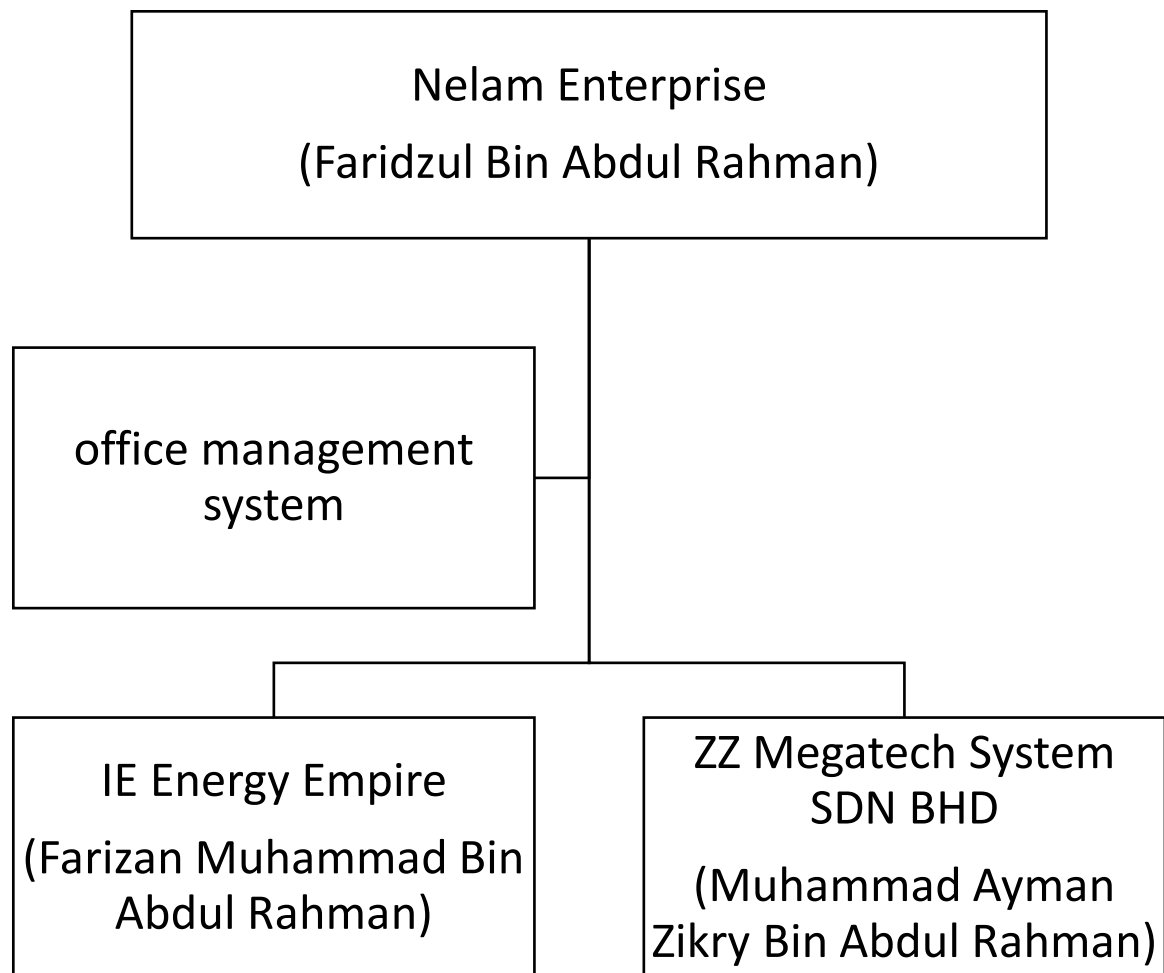 Nelam Enterprise
(Faridzul Bin Abdul Rahman)
office management
system
IE Energy Empire
(Farizan Muhammad Bin
Abdul Rahman)
ZZ Megatech System
SDN BHD
(Muhammad Ayman
Zikry Bin Abdul Rahman)